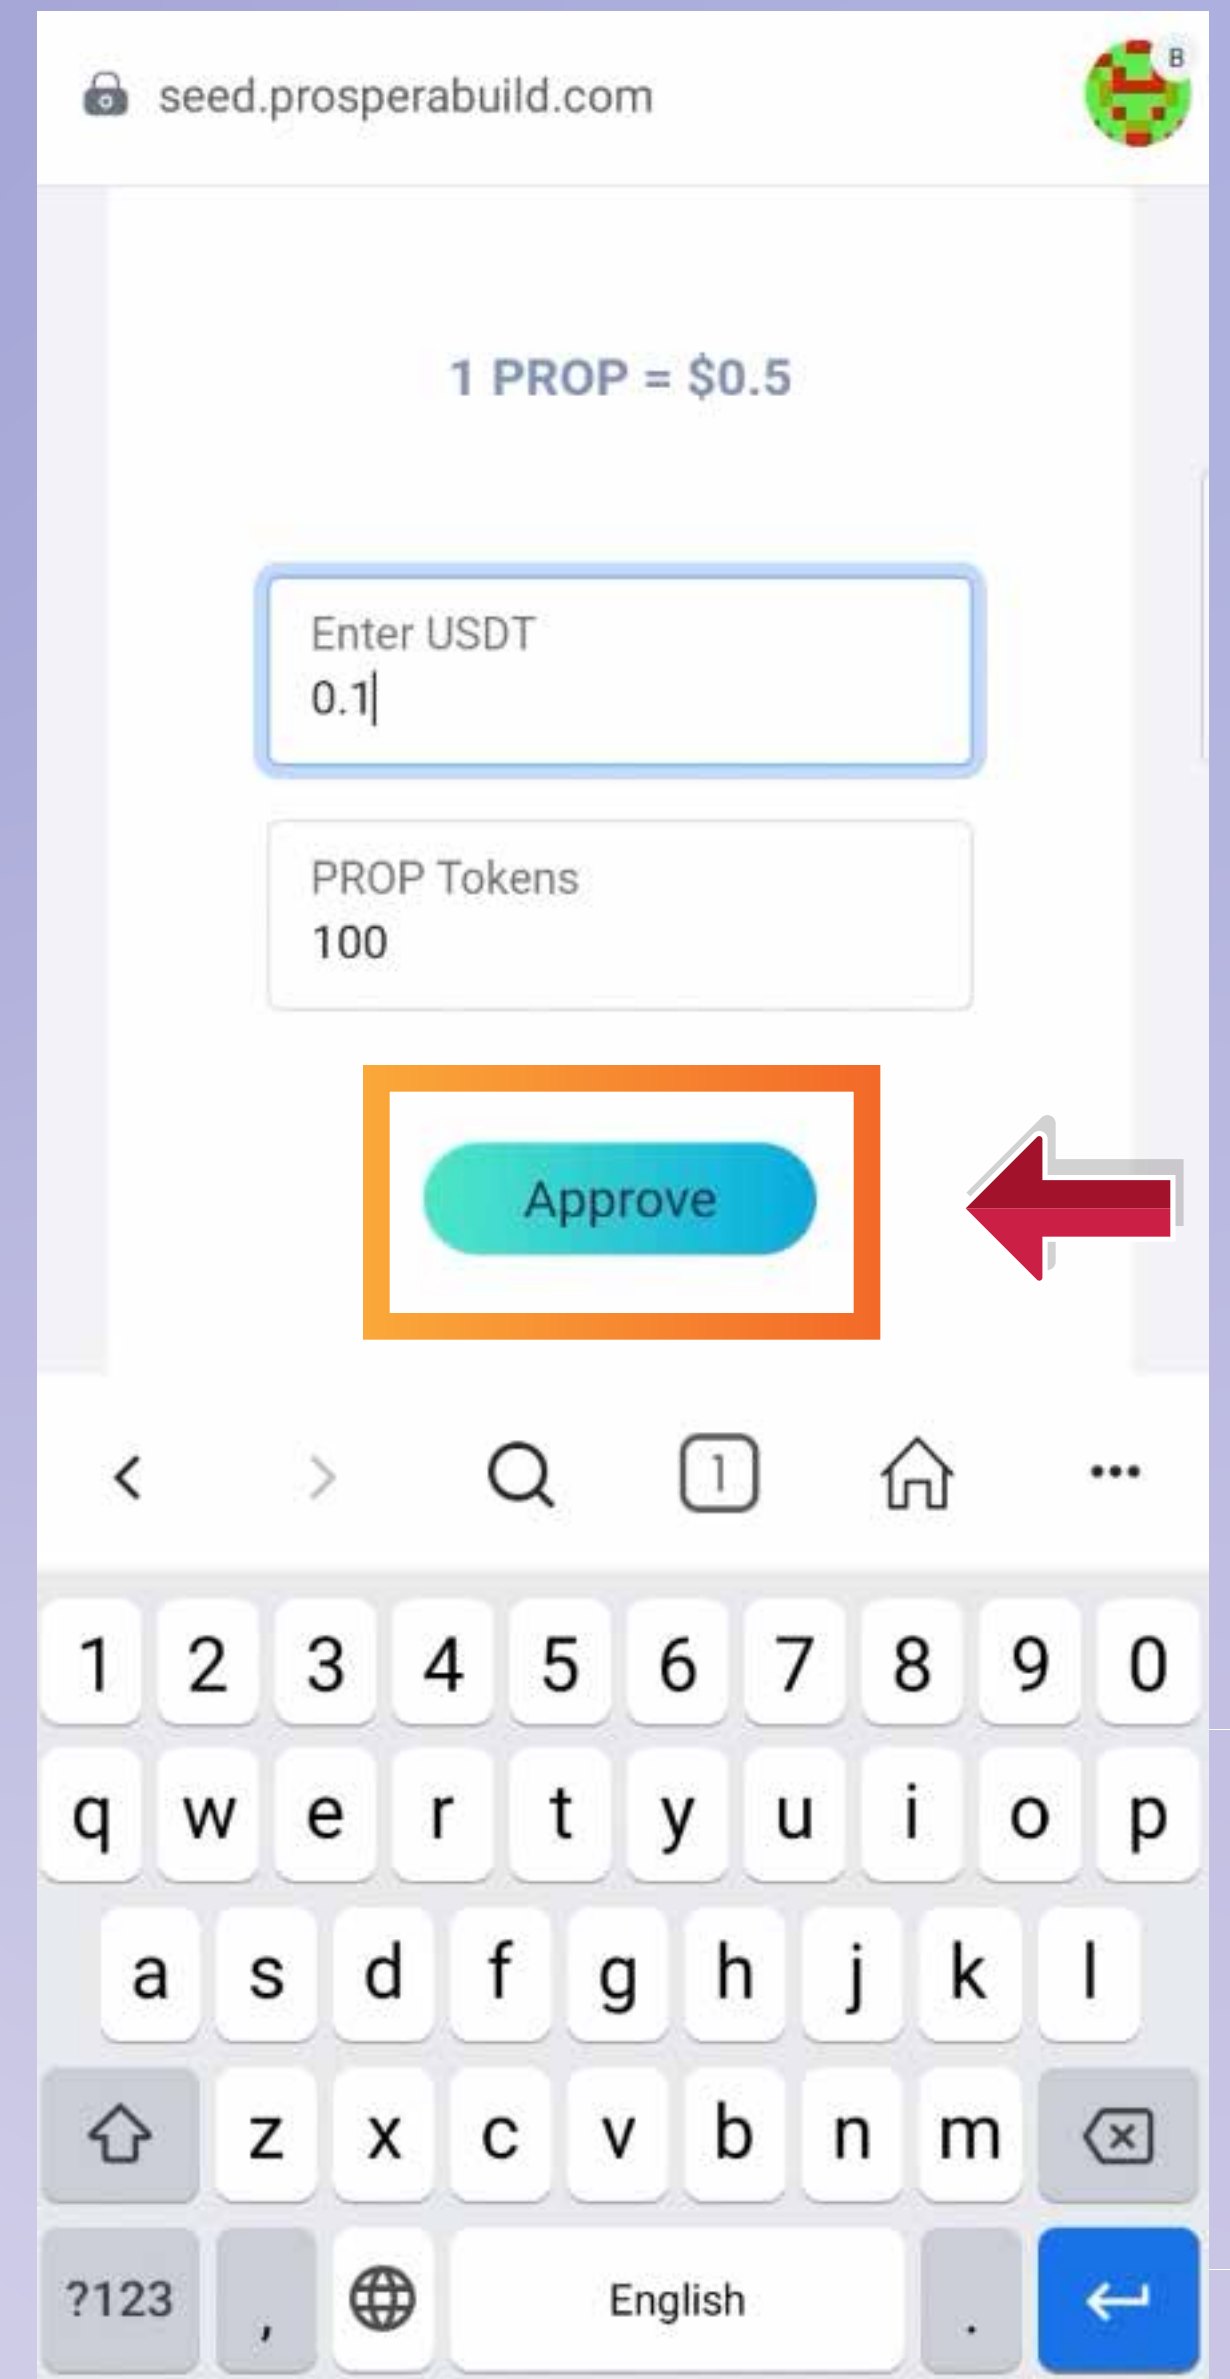 seed.prosperabuild.com
B
1 PROP = $0.5
Enter USDT
0.1
PROP Tokens
100
Approve
1
1 2 3 4 5 6 7 8 9 0
q w e r t y u i o p
a s d f g h j k l
z x c v b n m
?123 , English .